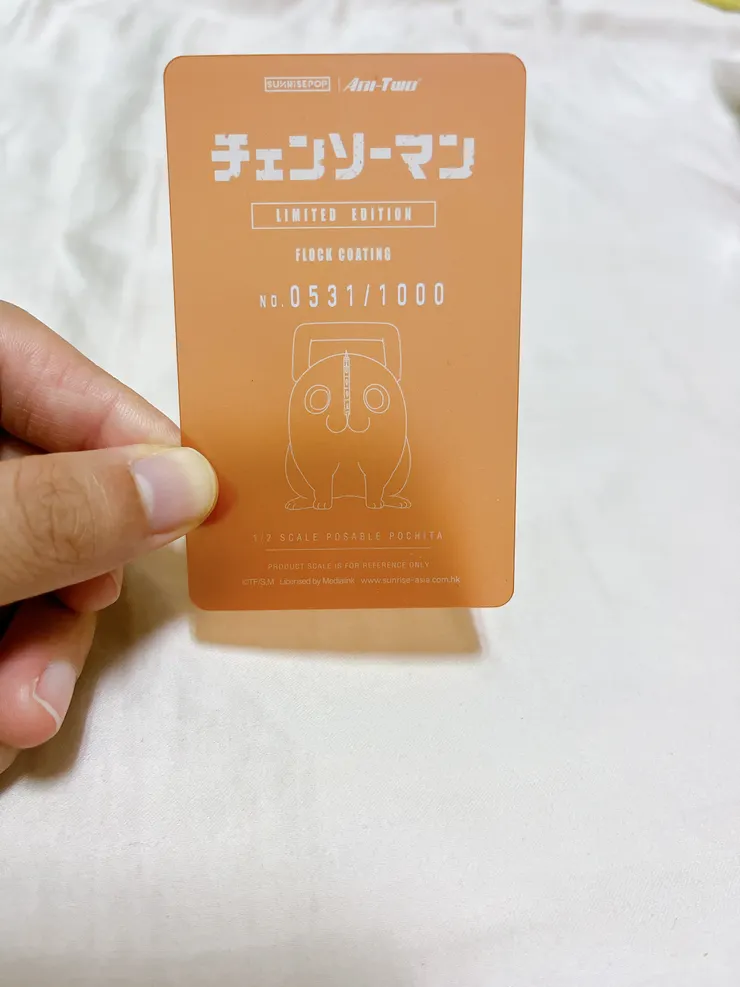 SUNRISEPOP | Ani-Two
チェンソーマン
LIMITED EDITION
FLOCK COATING
NO.0531/1000
1/2 SCALE POSABLE POCHITA
PRODUCT SCALE IS FOR REFERENCE ONLY
©TF·S,M Licensed by Medialink www.sunrise-asia.com.hk